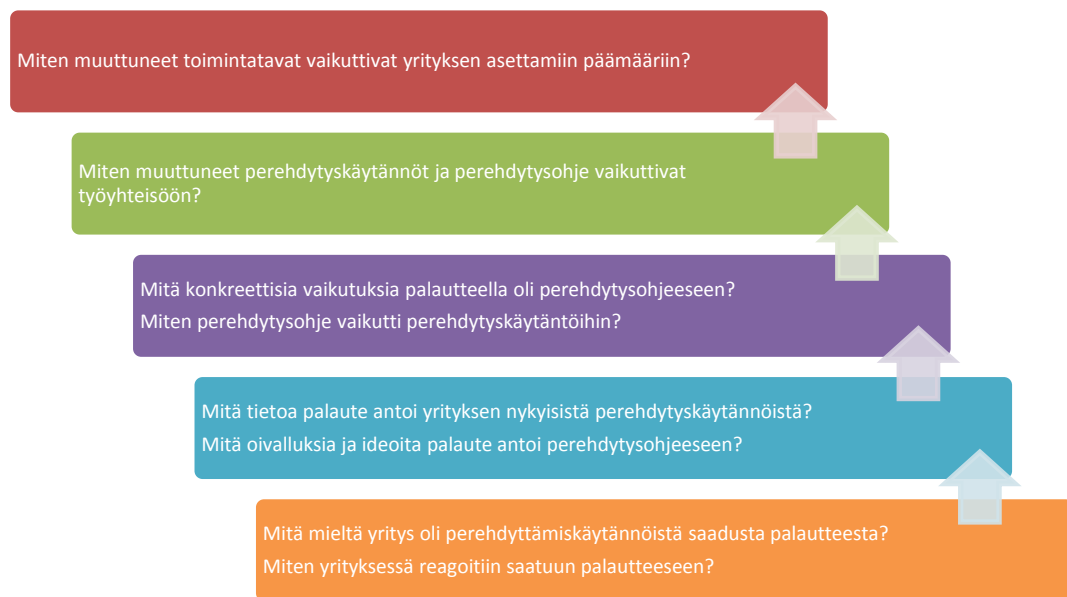 Miten muuttuneet toimintatavat vaikuttivat yrityksen asettamiin päämääriin?
Miten muuttuneet perehdytyskäytännöt ja perehdytysohje vaikuttivat
työyhteisöön?
Mitä konkreettisia vaikutuksia palautteella oli perehdytysohjeeseen?
Miten perehdytysohje vaikutti perehdytyskäytäntöihin?
Mitä tietoa palaute antoi yrityksen nykyisistä perehdytyskäytännöistä?
Mitä oivalluksia ja ideoita palaute antoi perehdytysohjeeseen?
Mitä mieltä yritys oli perehdyttämiskäytännöistä saadusta palautteesta?
Miten yrityksessä reagoitiin saatuun palautteeseen?